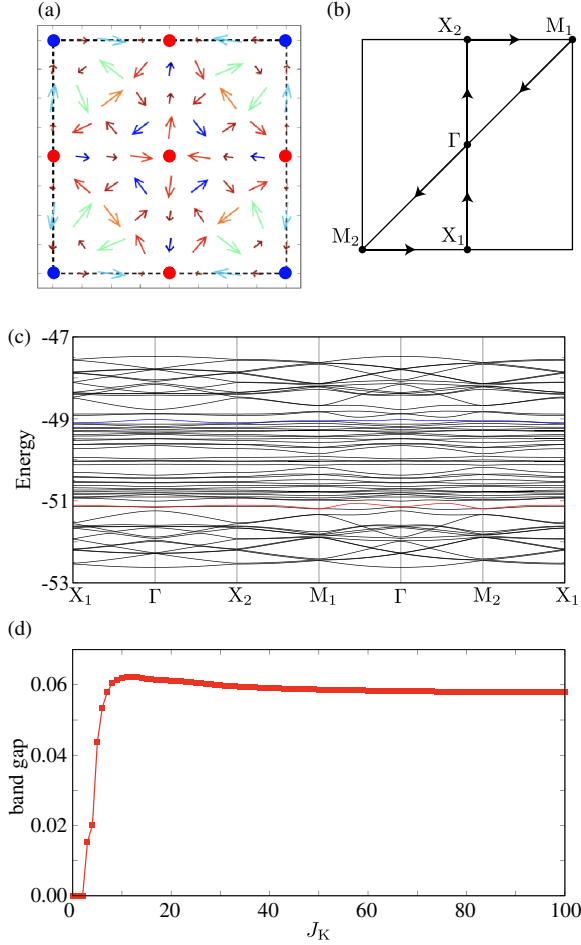 (a)
(b)
X2
M1
Γ
M2
X1
(c)
-47
-49
-51
-53
Energy
X1
Γ
X2
M1
Γ
M2
X1
(d)
0.06
0.04
0.02
0.00
band gap
0
20
40
60
80
100
JK